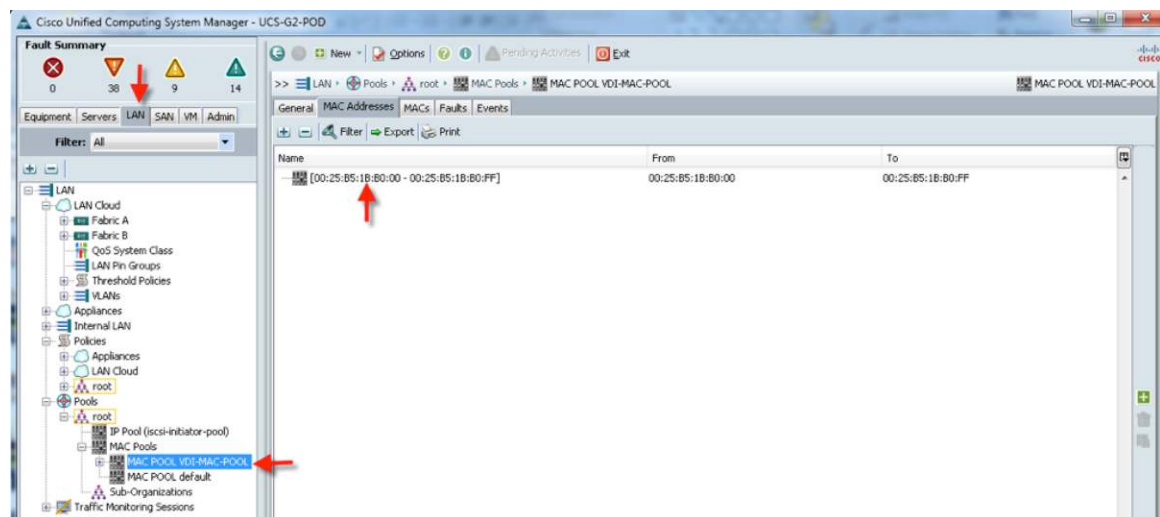 Cisco Unified Computing System Manager - UCS-G2-POD
Fault Summary
0 38 9 14
Equipment Servers LAN SAN VM Admin
Filter: All
LAN
LAN Cloud
Fabric A
Fabric B
QoS System Class
LAN Pin Groups
Threshold Policies
VLANs
Appliances
Internal LAN
Policies
Appliances
LAN Cloud
root
Pools
root
IP Pool (iscsi-initiator-pool)
MAC Pools
MAC POOL VDI-MAC-POOL
MAC POOL default
Sub-Organizations
Traffic Monitoring Sessions
New Options Pending Activities Exit
CISCO
>> LAN Pools root MAC Pools MAC POOL VDI-MAC-POOL
MAC POOL VDI-MAC-POOL
General MAC Addresses MACs Faults Events
Filter Export Print
Name From To
[00:25:B5:1B:B0:00 - 00:25:B5:1B:B0:FF] 00:25:B5:1B:B0:00 00:25:B5:1B:B0:FF